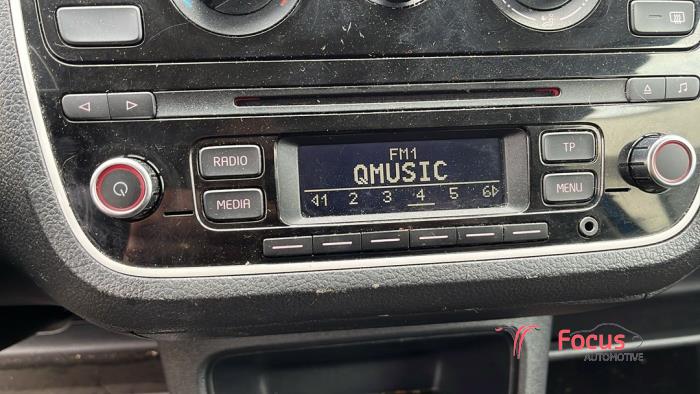 FM1
RADIO
QMUSIC
TP
MEDIA
1 2 3 4 5 6
MENU
Focus
AUTOMOTIVE